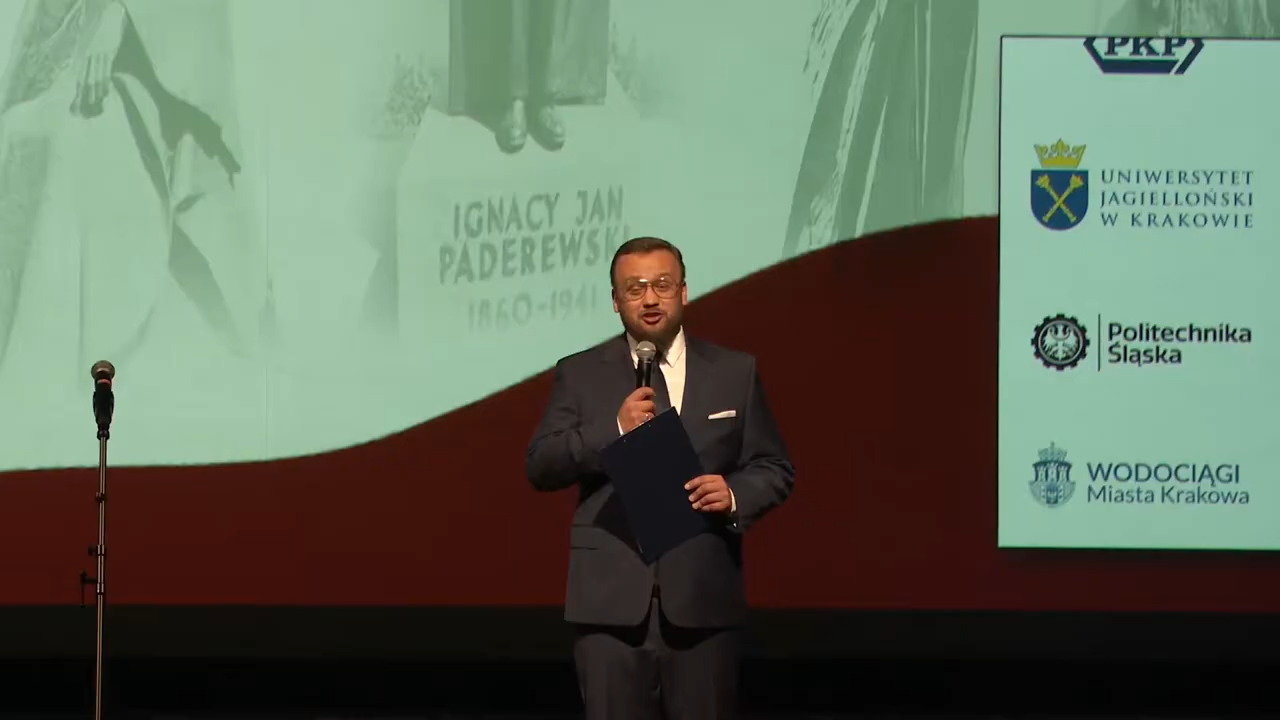 IGNACY JAN
PADEREWSKI
1860-1941
PKP
UNIWERSYTET
JAGIELLOŃSKI
W KRAKOWIE
Politechnika
Śląska
WODOCIĄGI
Miasta Krakowa